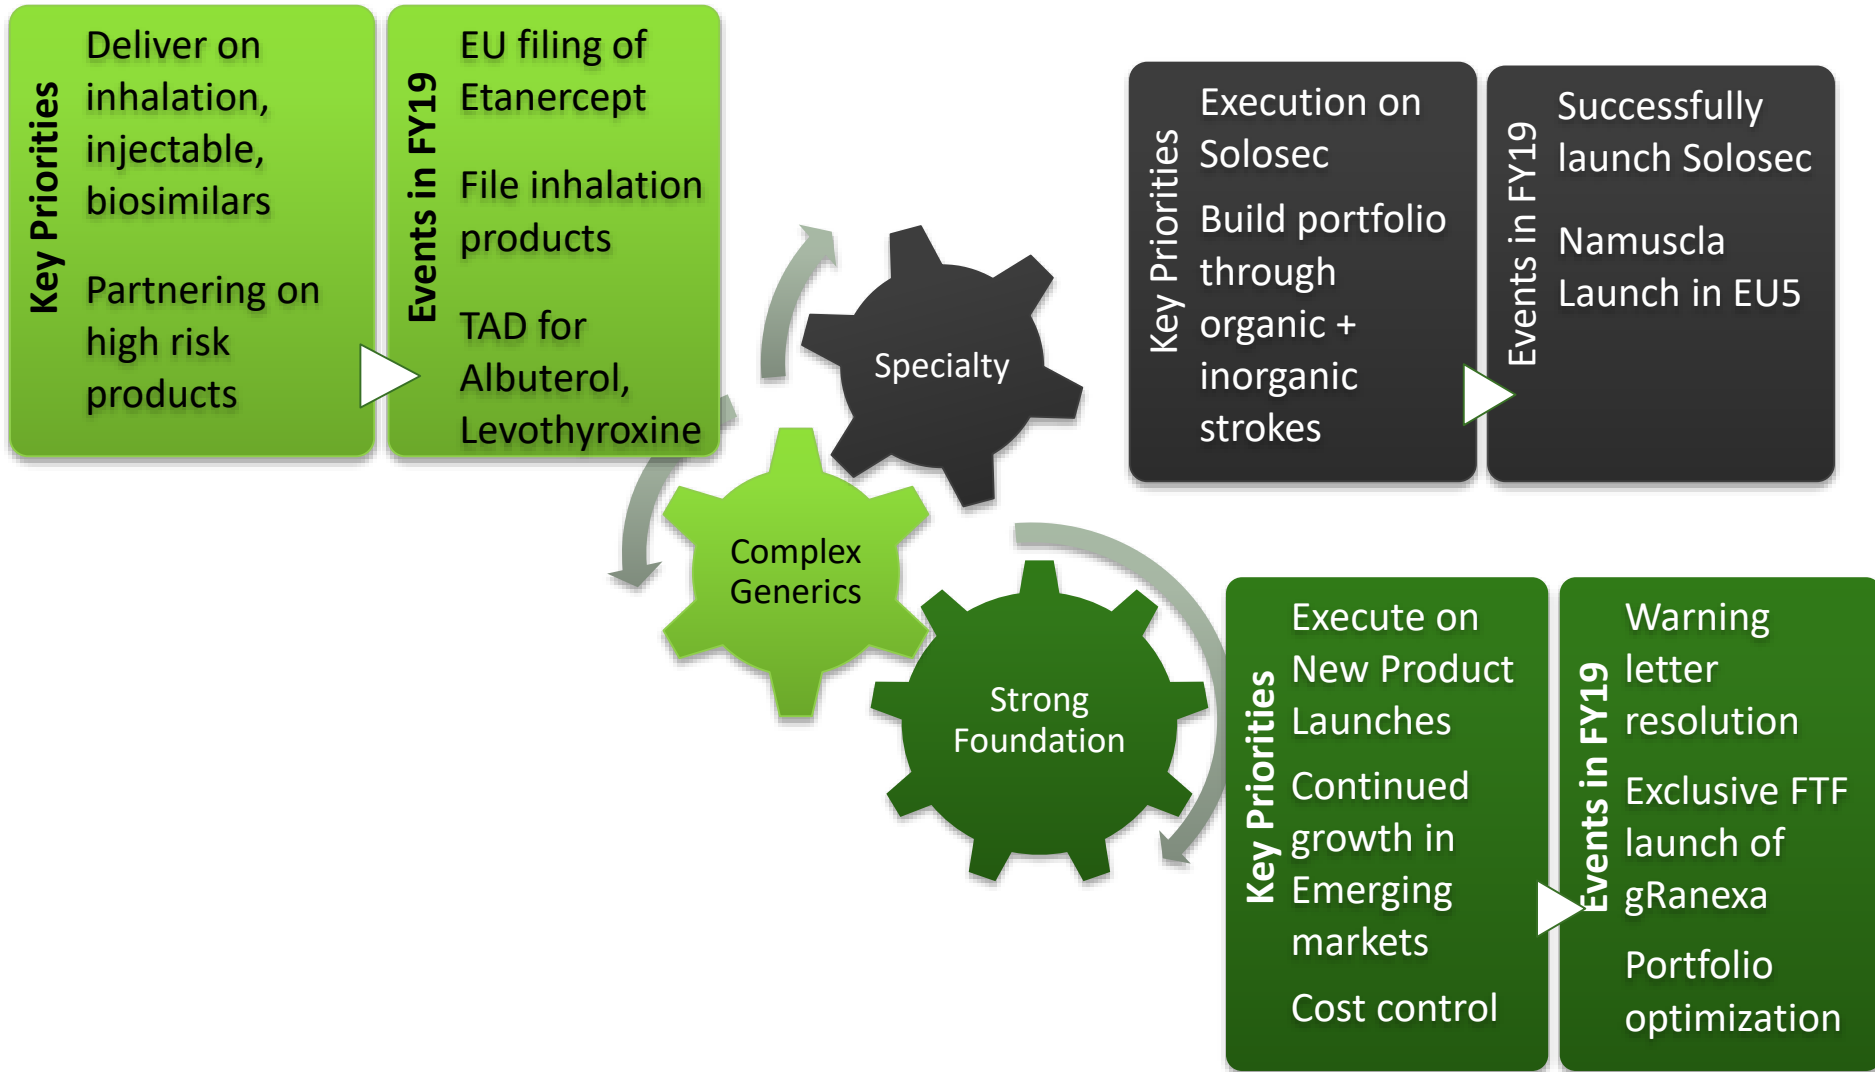 Key Priorities
Deliver on
inhalation,
injectable,
biosimilars
Partnering on
high risk
products
Events in FY19
EU filing of
Etanercept
File inhalation
products
TAD for
Albuterol,
Levothyroxine
Key Priorities
Execution on
Solosec
Build portfolio
through
organic +
inorganic
strokes
Events in FY19
Successfully
launch Solosec
Namuscla
Launch in EU5
Specialty
Complex
Generics
Strong
Foundation
Key Priorities
Execute on
New Product
Launches
Continued
growth in
Emerging
markets
Cost control
Events in FY19
Warning
letter
resolution
Exclusive FTF
launch of
gRanexa
Portfolio
optimization